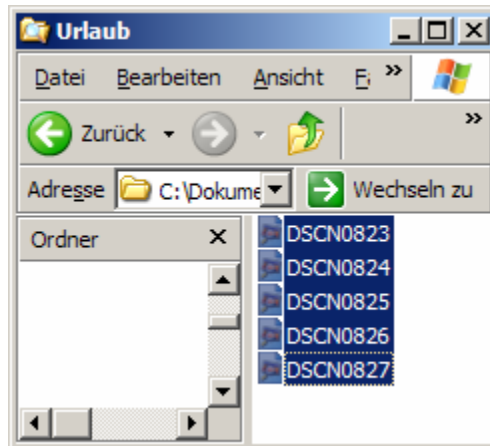 Urlaub
Datei Bearbeiten Ansicht »
Zurück »
Adresse C:\Dokume Wechseln zu
Ordner
DSCN0823
DSCN0824
DSCN0825
DSCN0826
DSCN0827